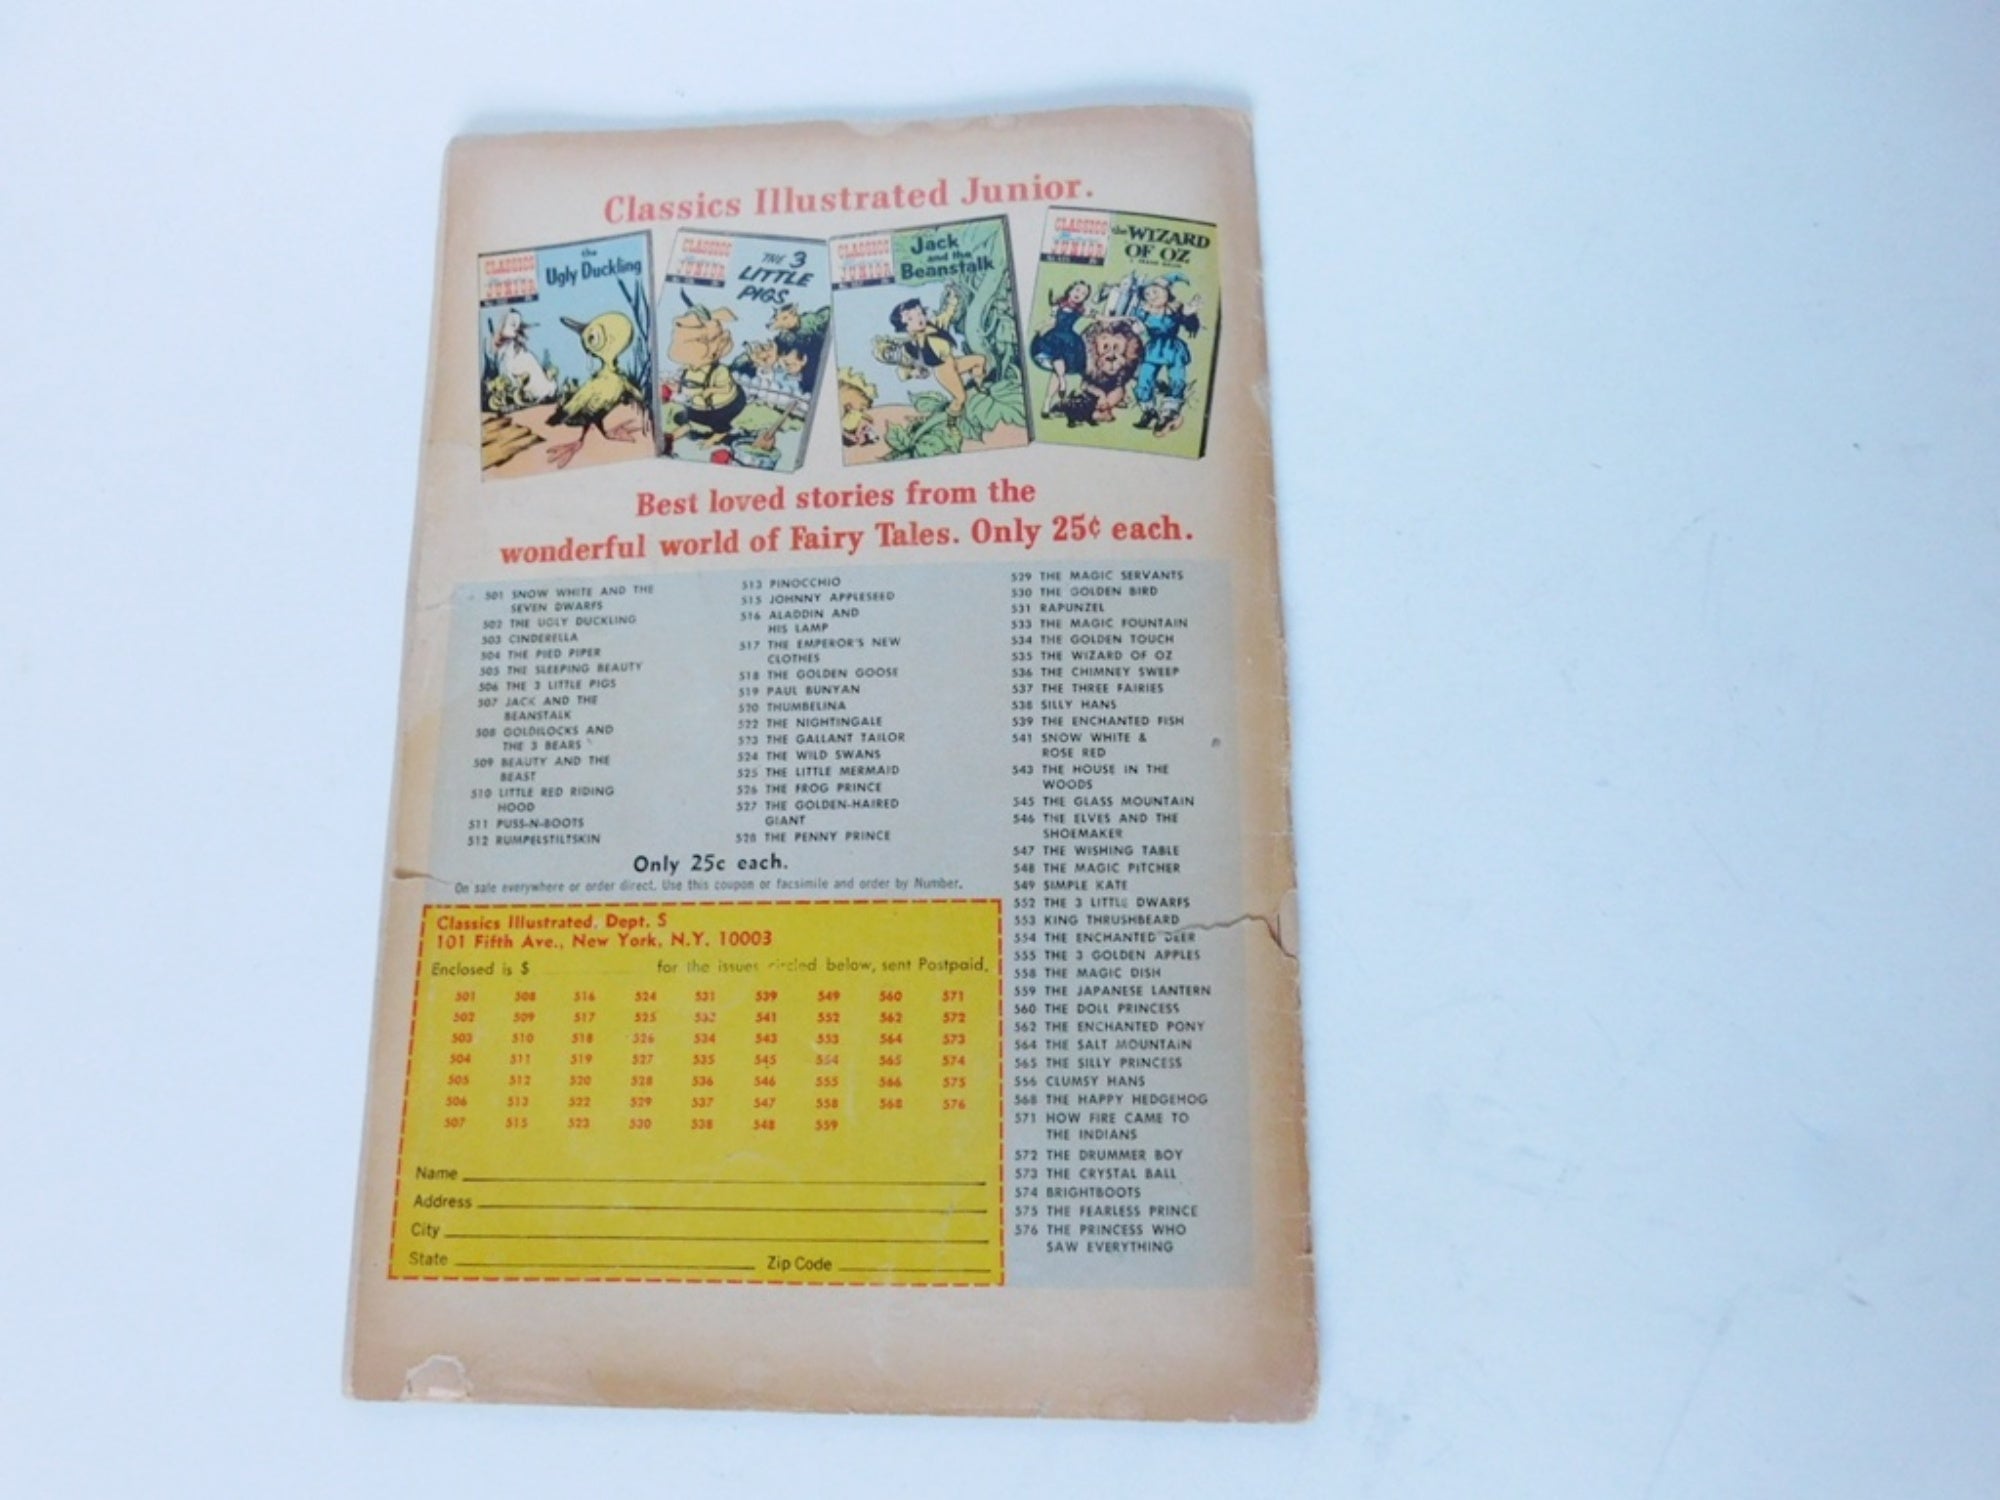 Classics Illustrated Junior.
CLASSICS
JUNIOR
the
Ugly Duckling
CLASSICS
JUNIOR
THE 3
LITTLE
PIGS
CLASSICS
JUNIOR
Jack
and the
Beanstalk
CLASSICS
JUNIOR
the WIZARD
OF OZ
Best loved stories from the
wonderful world of Fairy Tales. Only 25¢ each.
501 SNOW WHITE AND THE
SEVEN DWARFS
502 THE UGLY DUCKLING
503 CINDERELLA
504 THE PIED PIPER
505 THE SLEEPING BEAUTY
506 THE 3 LITTLE PIGS
507 JACK AND THE
BEANSTALK
508 GOLDILOCKS AND
THE 3 BEARS
509 BEAUTY AND THE
BEAST
510 LITTLE RED RIDING
HOOD
511 PUSS-N-BOOTS
512 RUMPELSTILTSKIN
513 PINOCCHIO
515 JOHNNY APPLESEED
516 ALADDIN AND
HIS LAMP
517 THE EMPEROR'S NEW
CLOTHES
518 THE GOLDEN GOOSE
519 PAUL BUNYAN
520 THUMBELINA
522 THE NIGHTINGALE
523 THE GALLANT TAILOR
524 THE WILD SWANS
525 THE LITTLE MERMAID
526 THE FROG PRINCE
527 THE GOLDEN-HAIRED
GIANT
528 THE PENNY PRINCE
529 THE MAGIC SERVANTS
530 THE GOLDEN BIRD
531 RAPUNZEL
533 THE MAGIC FOUNTAIN
534 THE GOLDEN TOUCH
535 THE WIZARD OF OZ
536 THE CHIMNEY SWEEP
537 THE THREE FAIRIES
538 SILLY HANS
539 THE ENCHANTED FISH
541 SNOW WHITE &
ROSE RED
543 THE HOUSE IN THE
WOODS
545 THE GLASS MOUNTAIN
546 THE ELVES AND THE
SHOEMAKER
547 THE WISHING TABLE
548 THE MAGIC PITCHER
549 SIMPLE KATE
552 THE 3 LITTLE DWARFS
553 KING THRUSHBEARD
554 THE ENCHANTED DEER
555 THE 3 GOLDEN APPLES
558 THE MAGIC DISH
559 THE JAPANESE LANTERN
560 THE DOLL PRINCESS
562 THE ENCHANTED PONY
564 THE SALT MOUNTAIN
565 THE SILLY PRINCESS
556 CLUMSY HANS
568 THE HAPPY HEDGEHOG
571 HOW FIRE CAME TO
THE INDIANS
572 THE DRUMMER BOY
573 THE CRYSTAL BALL
574 BRIGHTBOOTS
575 THE FEARLESS PRINCE
576 THE PRINCESS WHO
SAW EVERYTHING
Only 25c each.
On sale everywhere or order direct. Use this coupon or facsimile and order by Number.
Classics Illustrated, Dept. S
101 Fifth Ave., New York, N.Y. 10003
Enclosed is $ for the issues circled below, sent Postpaid.
501 508 516 524 531 539 549 560 571
502 509 517 525 532 541 552 562 572
503 510 518 526 534 543 553 564 573
504 511 519 527 535 545 554 565 574
505 512 520 528 536 546 555 566 575
506 513 522 529 537 547 558 568 576
507 515 523 530 538 548 559
Name
Address
City
State Zip Code